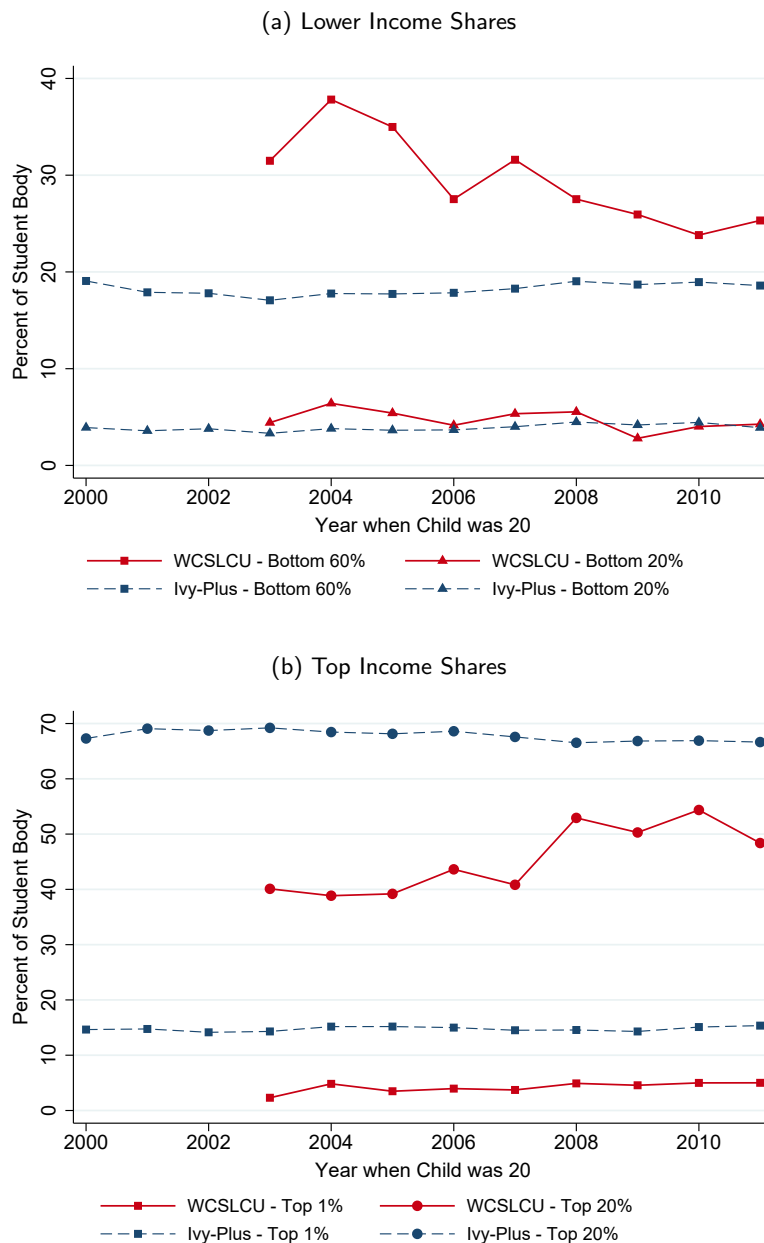 (a) Lower Income Shares
40
30
20
10
0
Percent of Student Body
2000 2002 2004 2006 2008 2010
Year when Child was 20
WCSLCU - Bottom 60% WCSLCU - Bottom 20%
Ivy-Plus - Bottom 60% Ivy-Plus - Bottom 20%
(b) Top Income Shares
70
60
50
40
30
20
10
0
Percent of Student Body
2000 2002 2004 2006 2008 2010
Year when Child was 20
WCSLCU - Top 1% WCSLCU - Top 20%
Ivy-Plus - Top 1% Ivy-Plus - Top 20%